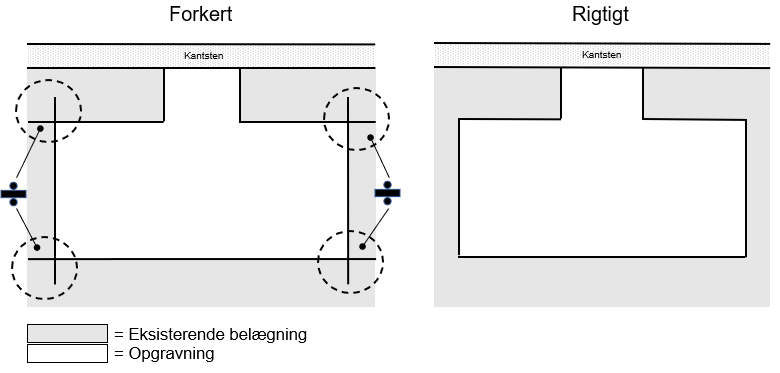 Forkert
Rigtigt
Kantsten
Kantsten
= Eksisterende belægning
= Opgravning